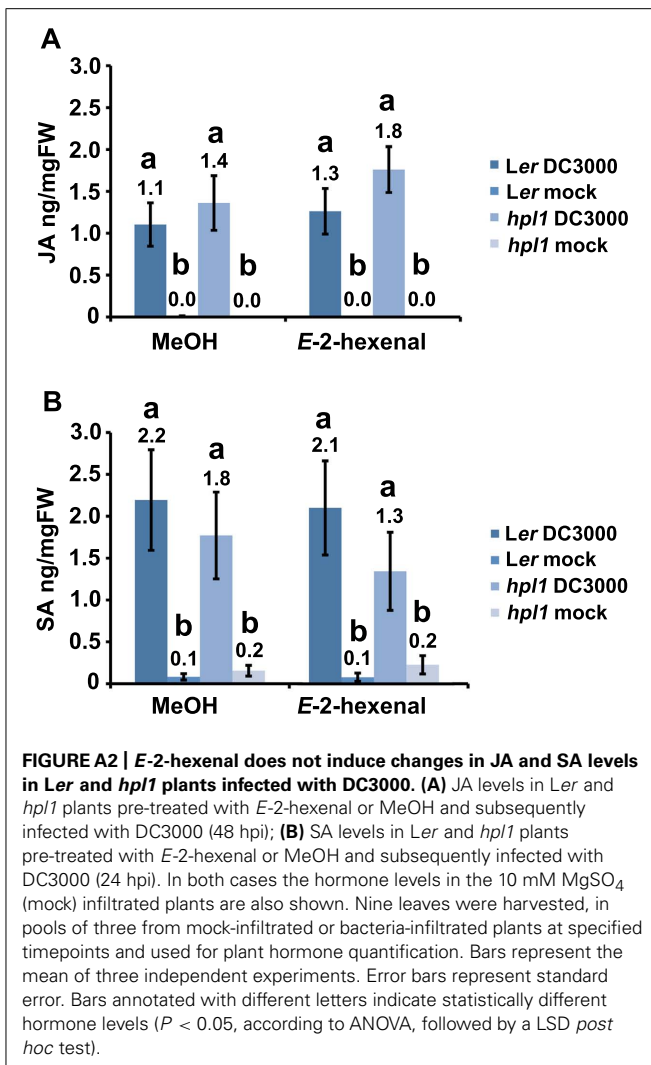 A
JA ng/mgFW
3.0
2.5
2.0
1.5
1.0
0.5
0
a
1.1
b
0.0
a
1.4
b
0.0
a
1.3
b
0.0
a
1.8
b
0.0
MeOH
E-2-hexenal
Ler DC3000
Ler mock
hpl1 DC3000
hpl1 mock
B
SA ng/mgFW
3.0
2.5
2.0
1.5
1.0
0.5
0
a
2.2
b
0.1
a
1.8
b
0.2
a
2.1
b
0.1
a
1.3
b
0.2
MeOH
E-2-hexenal
Ler DC3000
Ler mock
hpl1 DC3000
hpl1 mock
FIGURE A2 | E-2-hexenal does not induce changes in JA and SA levels
in Ler and hpl1 plants infected with DC3000. (A) JA levels in Ler and
hpl1 plants pre-treated with E-2-hexenal or MeOH and subsequently
infected with DC3000 (48 hpi); (B) SA levels in Ler and hpl1 plants
pre-treated with E-2-hexenal or MeOH and subsequently infected with
DC3000 (24 hpi). In both cases the hormone levels in the 10 mM MgSO₄
(mock) infiltrated plants are also shown. Nine leaves were harvested, in
pools of three from mock-infiltrated or bacteria-infiltrated plants at specified
timepoints and used for plant hormone quantification. Bars represent the
mean of three independent experiments. Error bars represent standard
error. Bars annotated with different letters indicate statistically different
hormone levels (P < 0.05, according to ANOVA, followed by a LSD post
hoc test).